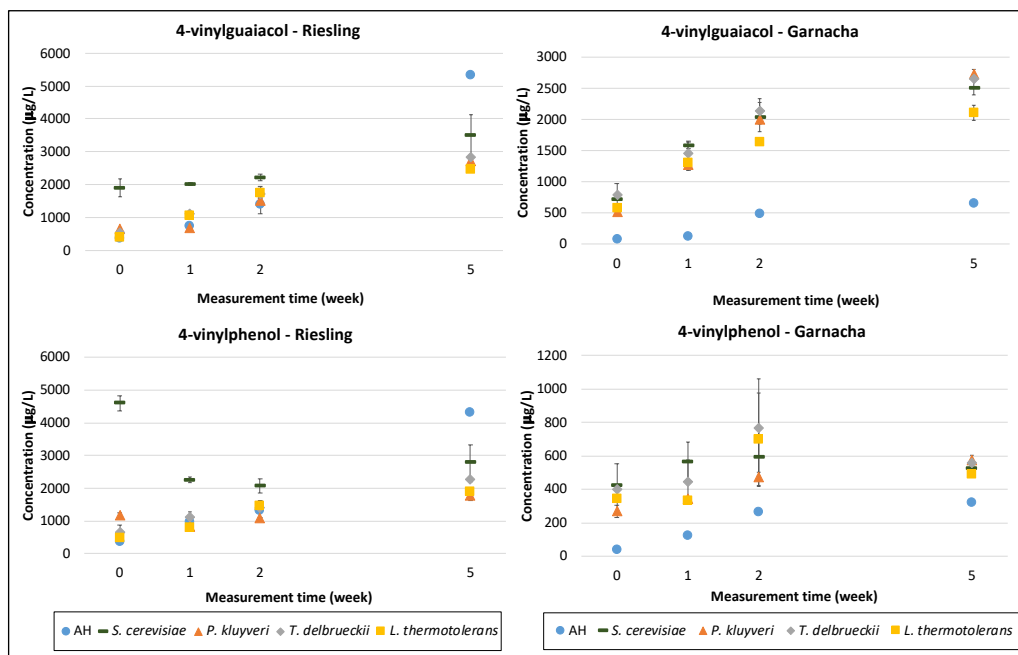 4-vinylguaiacol - Riesling
Concentration (µg/L)
6000
5000
4000
3000
2000
1000
0
0 1 2 5
Measurement time (week)
4-vinylguaiacol - Garnacha
Concentration (µg/L)
3000
2500
2000
1500
1000
500
0
0 1 2 5
Measurement time (week)
4-vinylphenol - Riesling
Concentration (µg/L)
6000
5000
4000
3000
2000
1000
0
0 1 2 5
Measurement time (week)
4-vinylphenol - Garnacha
Concentration (µg/L)
1200
1000
800
600
400
200
0
0 1 2 5
Measurement time (week)
AH S. cerevisiae P. kluyveri T. delbrueckii L. thermotolerans
AH S. cerevisiae P. kluyveri T. delbrueckii L. thermotolerans